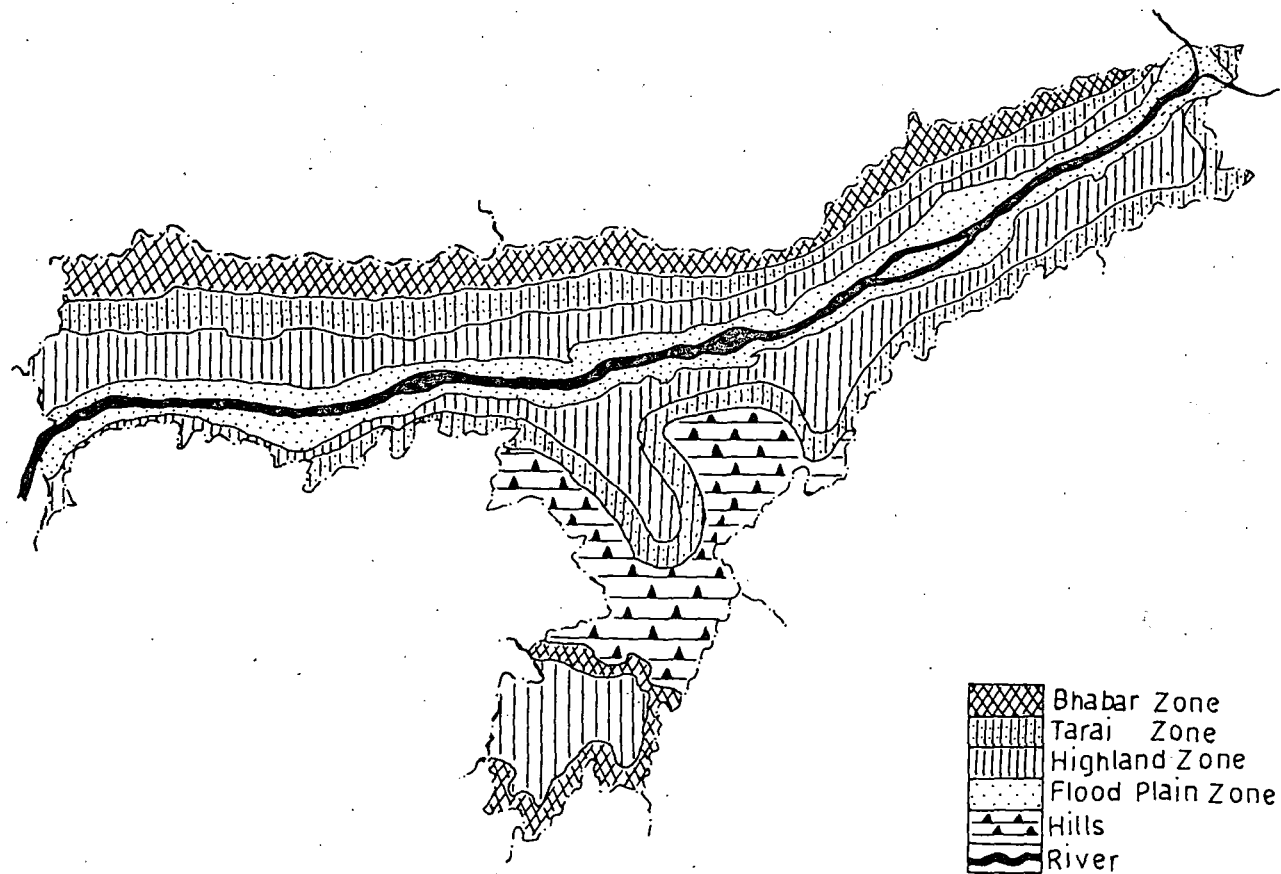 Bhabar Zone
Tarai Zone
Highland Zone
Flood Plain Zone
Hills
River